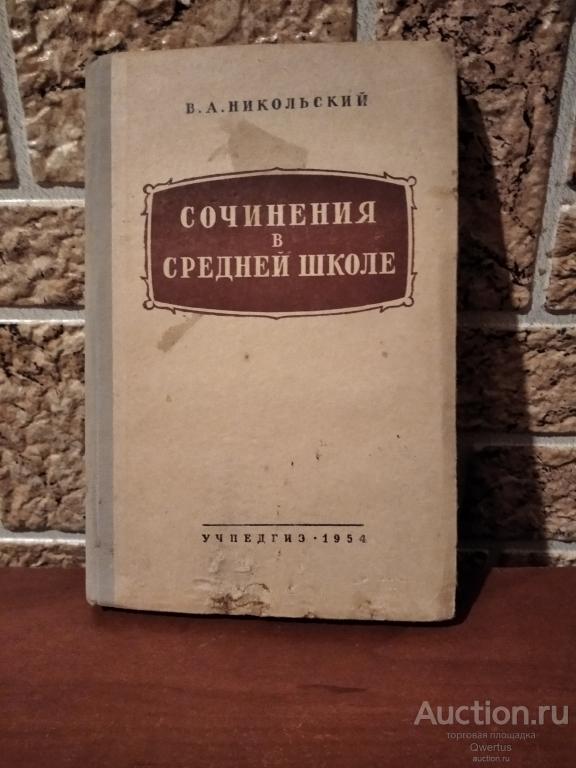 В. А. НИКОЛЬСКИЙ
СОЧИНЕНИЯ
В
СРЕДНЕЙ ШКОЛЕ
УЧПЕДГИЗ · 1954
Auction.ru
торговая площадка
Qwertus
auction.ru